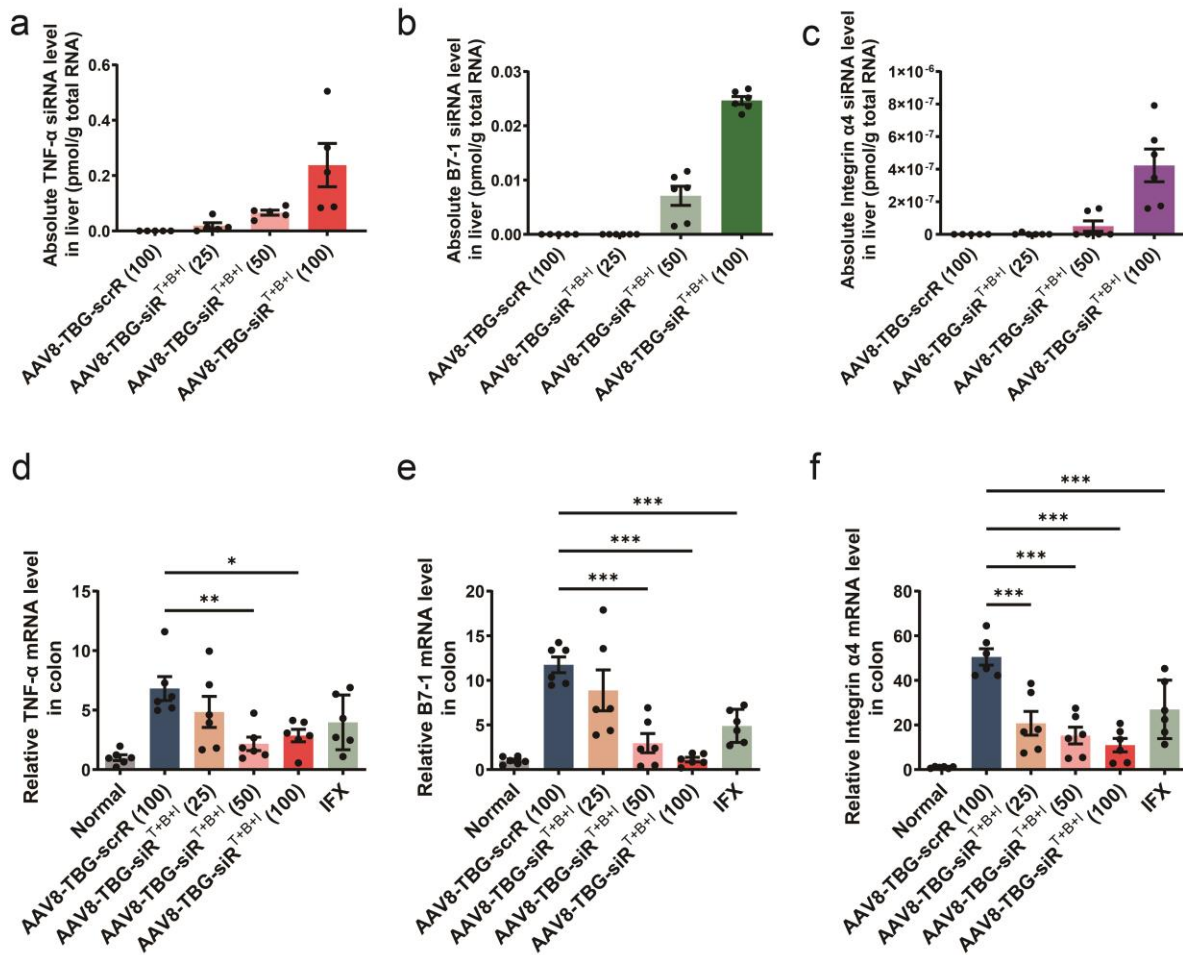 a
Absolute TNF-α siRNA level
in liver (pmol/g total RNA)
0.6
0.4
0.2
0.0
AAV8-TBG-scrR (100)
AAV8-TBG-siR^T+B+I (25)
AAV8-TBG-siR^T+B+I (50)
AAV8-TBG-siR^T+B+I (100)
b
Absolute B7-1 siRNA level
in liver (pmol/g total RNA)
0.03
0.02
0.01
0.00
AAV8-TBG-scrR (100)
AAV8-TBG-siR^T+B+I (25)
AAV8-TBG-siR^T+B+I (50)
AAV8-TBG-siR^T+B+I (100)
c
Absolute Integrin α4 siRNA level
in liver (pmol/g total RNA)
1×10^-6
8×10^-7
6×10^-7
4×10^-7
2×10^-7
0
AAV8-TBG-scrR (100)
AAV8-TBG-siR^T+B+I (25)
AAV8-TBG-siR^T+B+I (50)
AAV8-TBG-siR^T+B+I (100)
d
Relative TNF-α mRNA level
in colon
15
10
5
0
*
**
Normal
AAV8-TBG-scrR (100)
AAV8-TBG-siR^T+B+I (25)
AAV8-TBG-siR^T+B+I (50)
AAV8-TBG-siR^T+B+I (100)
IFX
e
Relative B7-1 mRNA level
in colon
20
15
10
5
0
***
***
***
Normal
AAV8-TBG-scrR (100)
AAV8-TBG-siR^T+B+I (25)
AAV8-TBG-siR^T+B+I (50)
AAV8-TBG-siR^T+B+I (100)
IFX
f
Relative Integrin α4 mRNA level
in colon
80
60
40
20
0
***
***
***
***
Normal
AAV8-TBG-scrR (100)
AAV8-TBG-siR^T+B+I (25)
AAV8-TBG-siR^T+B+I (50)
AAV8-TBG-siR^T+B+I (100)
IFX